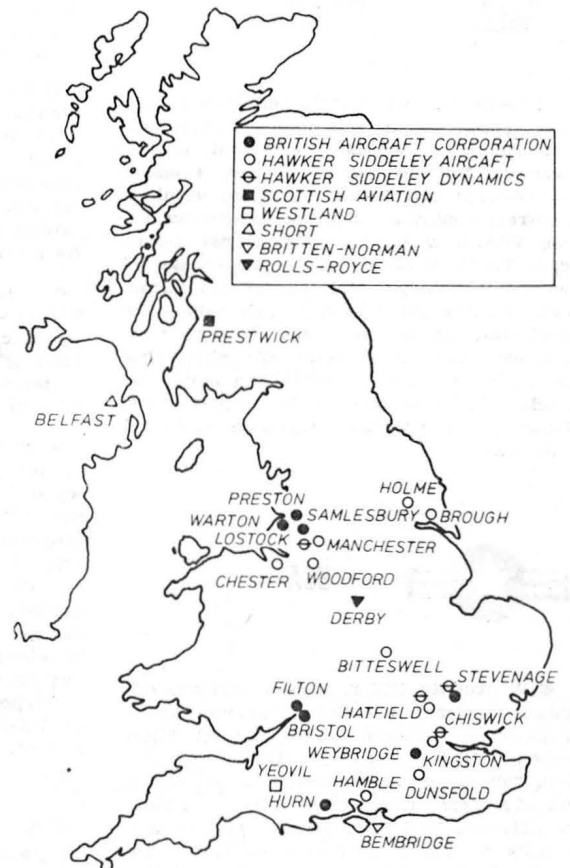 BRITISH AIRCRAFT CORPORATION
HAWKER SIDDELEY AIRCAFT
HAWKER SIDDELEY DYNAMICS
SCOTTISH AVIATION
WESTLAND
SHORT
BRITTEN-NORMAN
ROLLS-ROYCE
PRESTWICK
BELFAST
HOLME
PRESTON
SAMLESBURY
BROUGH
WARTON
LOSTOCK
MANCHESTER
CHESTER
WOODFORD
DERBY
BITTESWELL
STEVENAGE
FILTON
HATFIELD
CHISWICK
BRISTOL
WEYBRIDGE
KINGSTON
YEOVIL
HAMBLE
DUNSFOLD
HURN
BEMBRIDGE